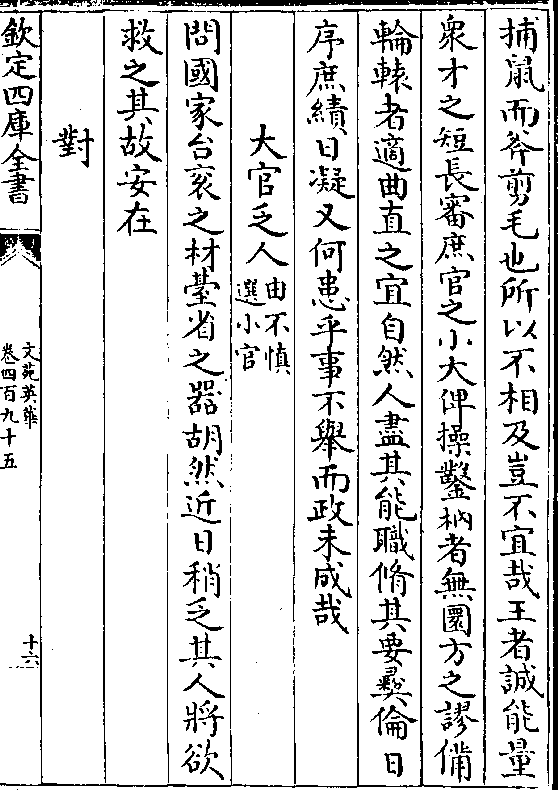 捕鼠而斧剪毛也所以不相及豈不宜哉王者誠能量
衆才之短長審庶官之小大俾操鑿枘者無圓方之謬備
輪轅者適曲直之宜自然人盡其能職脩其要彝倫日
序庶績日凝又何患乎事不舉而政未成哉
大官乏人由不慎選小官
問國家台衮之材臺省之器胡然近日稍乏其人將欲
救之其故安在
對
欽定四庫全書
文苑英華
卷四百九十五
十六